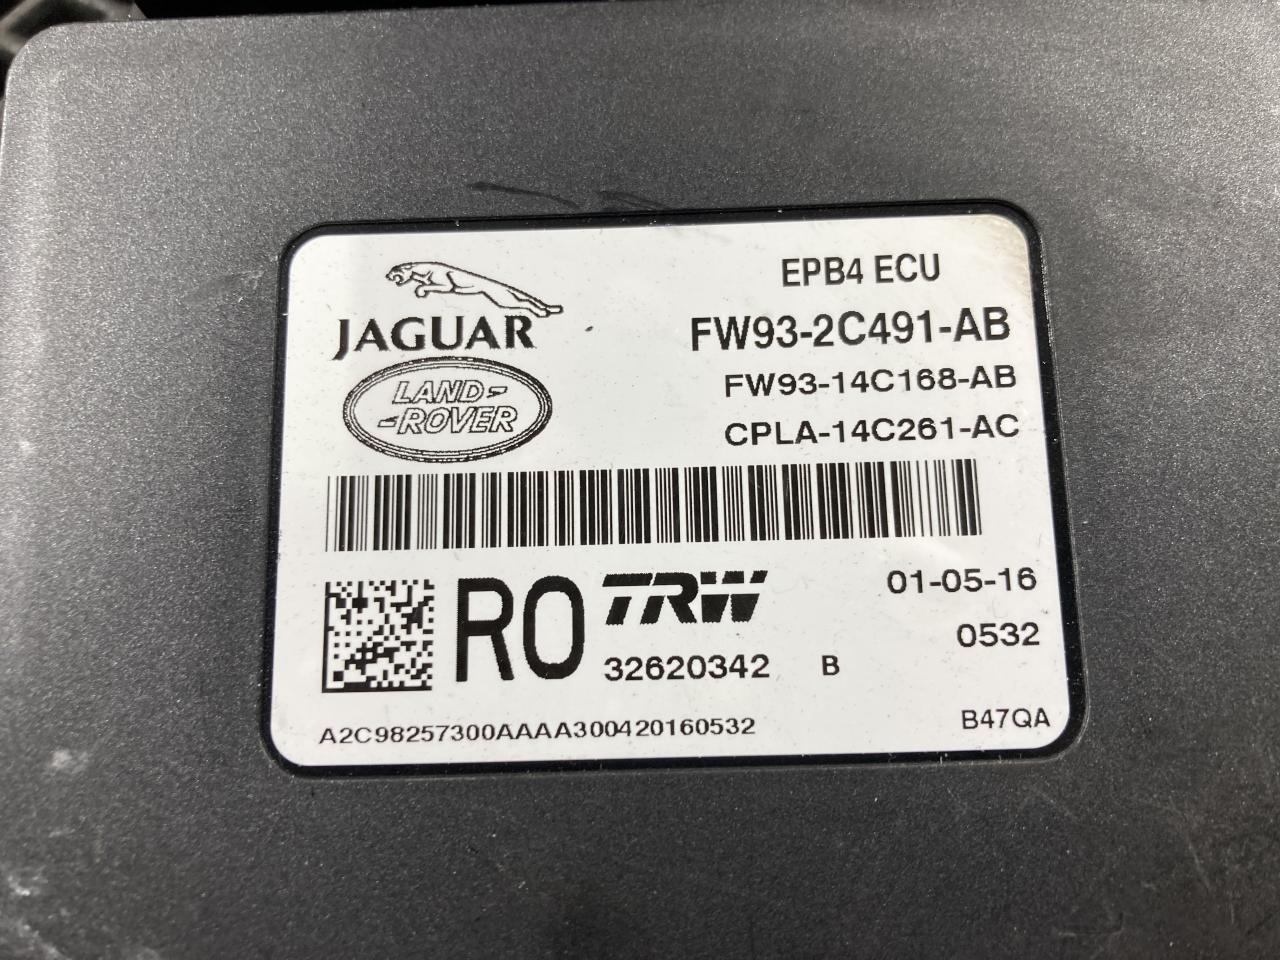 JAGUAR
LAND-
-ROVER
EPB4 ECU
FW93-2C491-AB
FW93-14C168-AB
CPLA-14C261-AC
R0
TRW
32620342 B
01-05-16
0532
A2C98257300AAAA300420160532
B47QA